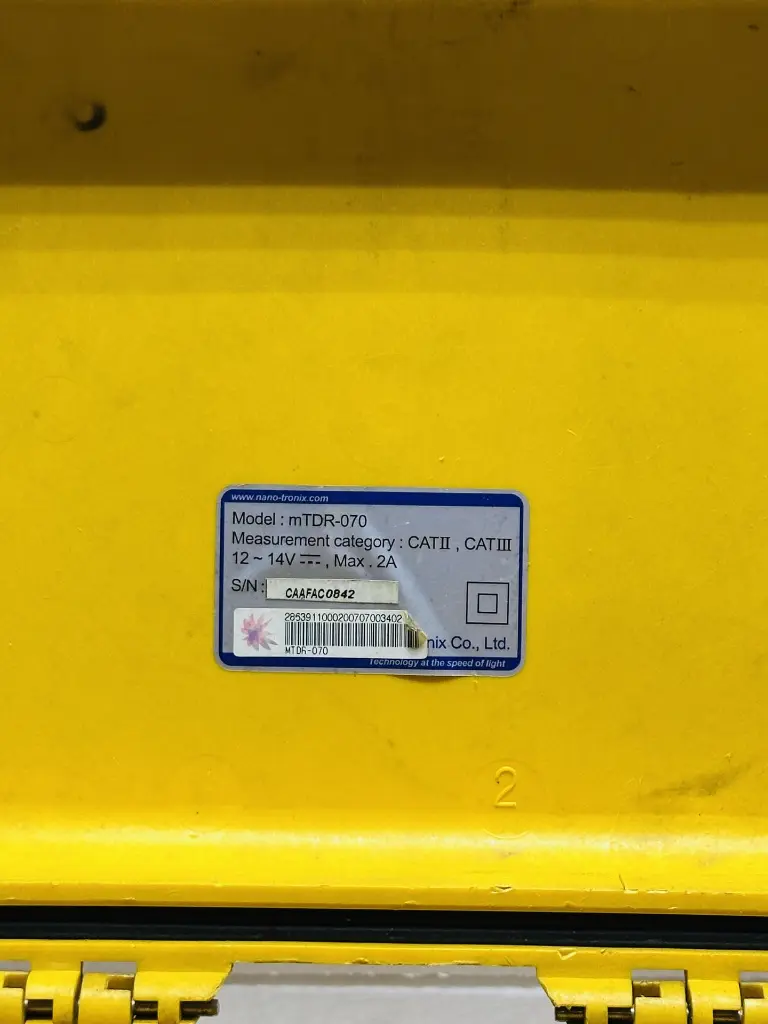 www.nano-tronix.com
Model : mTDR-070
Measurement category : CATⅡ , CATⅢ
12 ~ 14V ⎓ , Max . 2A
S/N : CAAFAC0842
2853911000200707003402
MTDR-070
nix Co., Ltd.
Technology at the speed of light
2